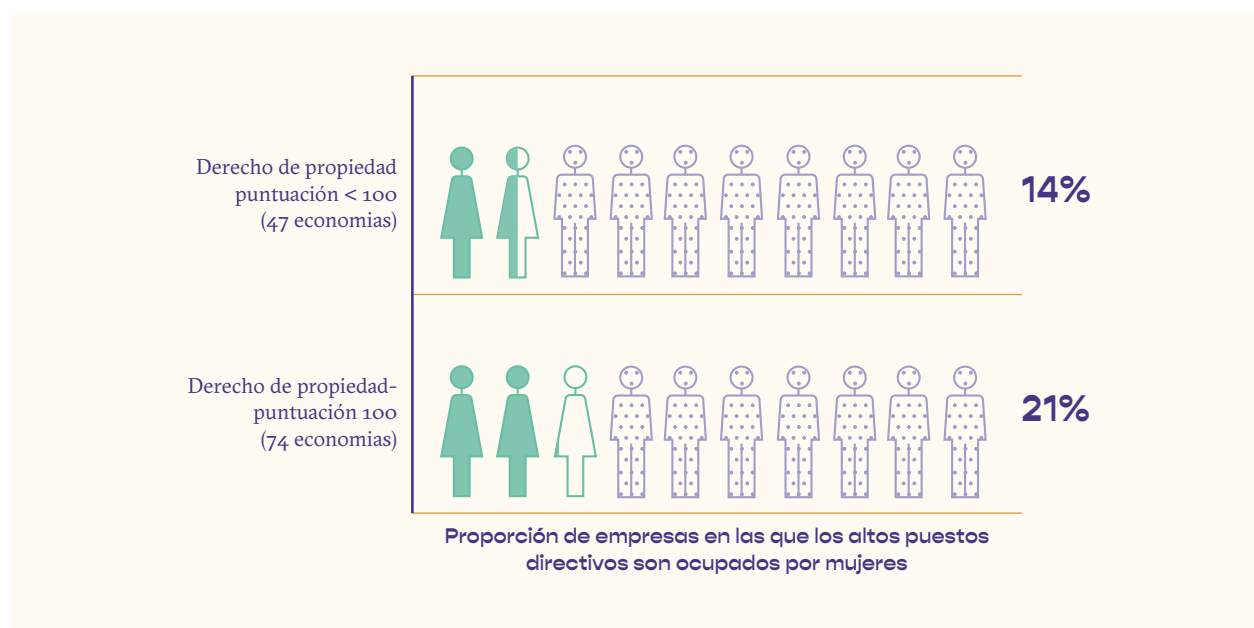 Derecho de propiedad
puntuación < 100
(47 economias)
14%
Derecho de propiedad-
puntuación 100
(74 economias)
21%
Proporción de empresas en las que los altos puestos
directivos son ocupados por mujeres